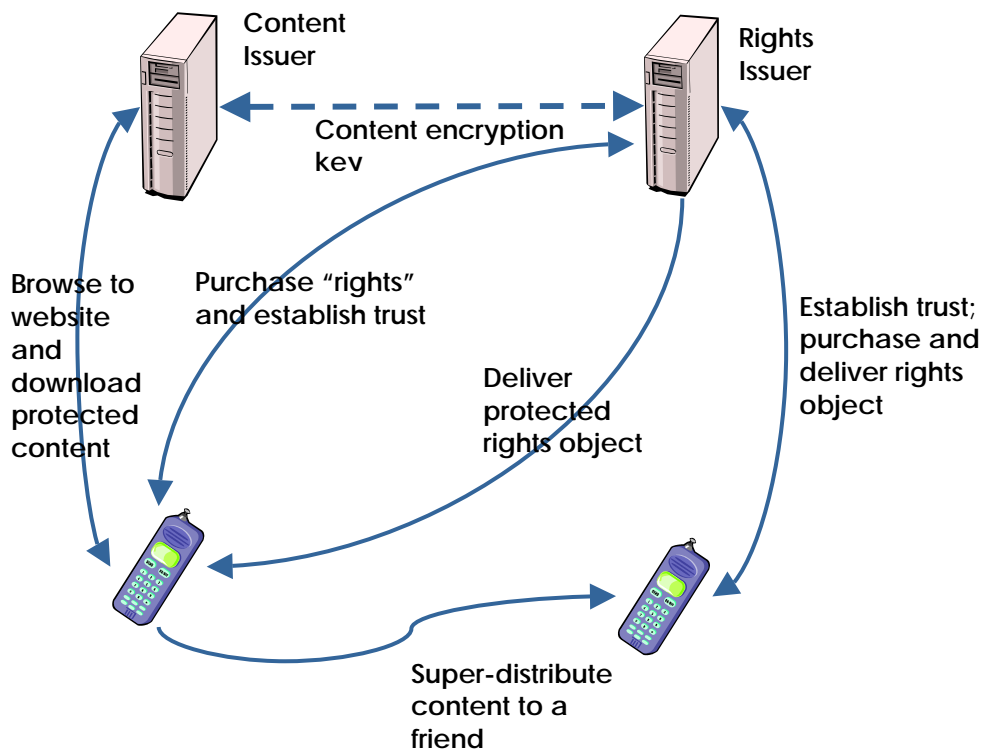 Content
Issuer
Rights
Issuer
Content encryption
kev
Browse to
website
and
download
protected
content
Purchase “rights”
and establish trust
Establish trust;
purchase and
deliver rights
object
Deliver
protected
rights object
Super-distribute
content to a
friend